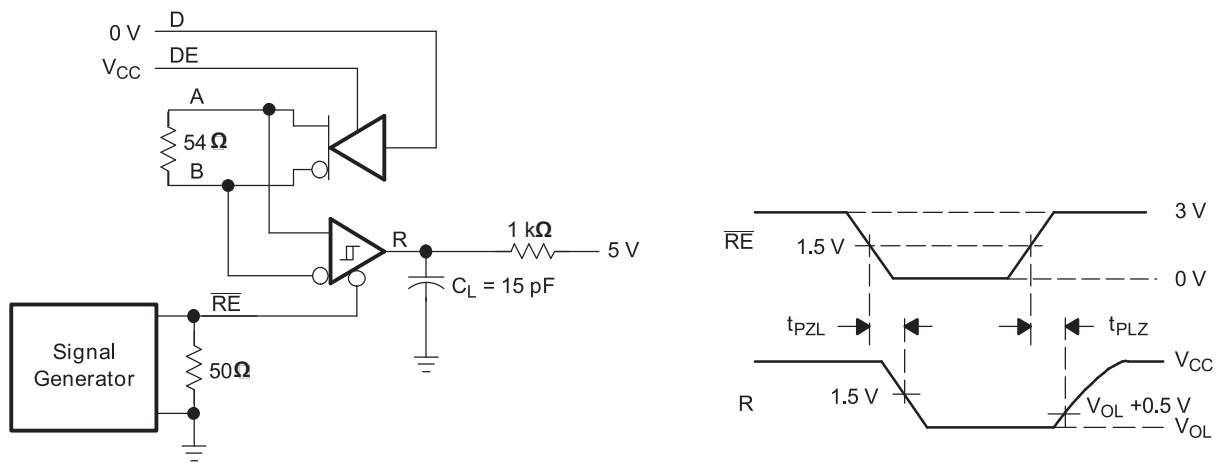 0 V D
VCC DE
A
54 Ω
B
R
1 kΩ
5 V
CL = 15 pF
RE
Signal
Generator
50Ω
3 V
RE
1.5 V
0 V
tPZL
tPLZ
VCC
1.5 V
R
VOL +0.5 V
VOL